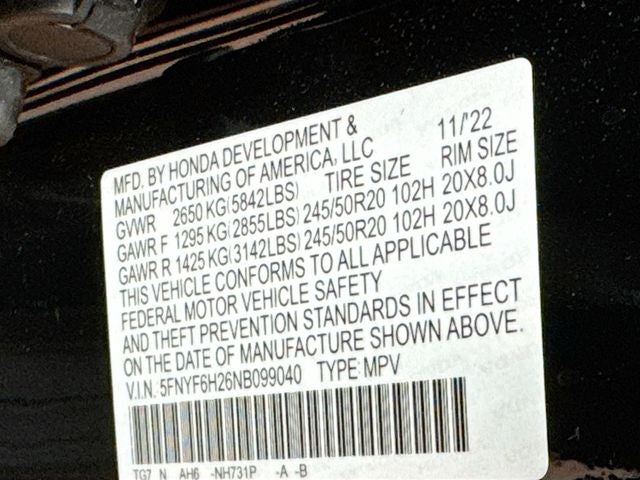 MFD. BY HONDA DEVELOPMENT & 11/'22
MANUFACTURING OF AMERICA, LLC
GVWR 2650 KG(5842LBS) TIRE SIZE RIM SIZE
GAWR F 1295 KG(2855LBS) 245/50R20 102H 20X8.0J
GAWR R 1425 KG(3142LBS) 245/50R20 102H 20X8.0J
THIS VEHICLE CONFORMS TO ALL APPLICABLE
FEDERAL MOTOR VEHICLE SAFETY
AND THEFT PREVENTION STANDARDS IN EFFECT
ON THE DATE OF MANUFACTURE SHOWN ABOVE.
V.I.N. 5FNYF6H26NB099040 TYPE:MPV
TG7 N AH6 -NH731P -A -B